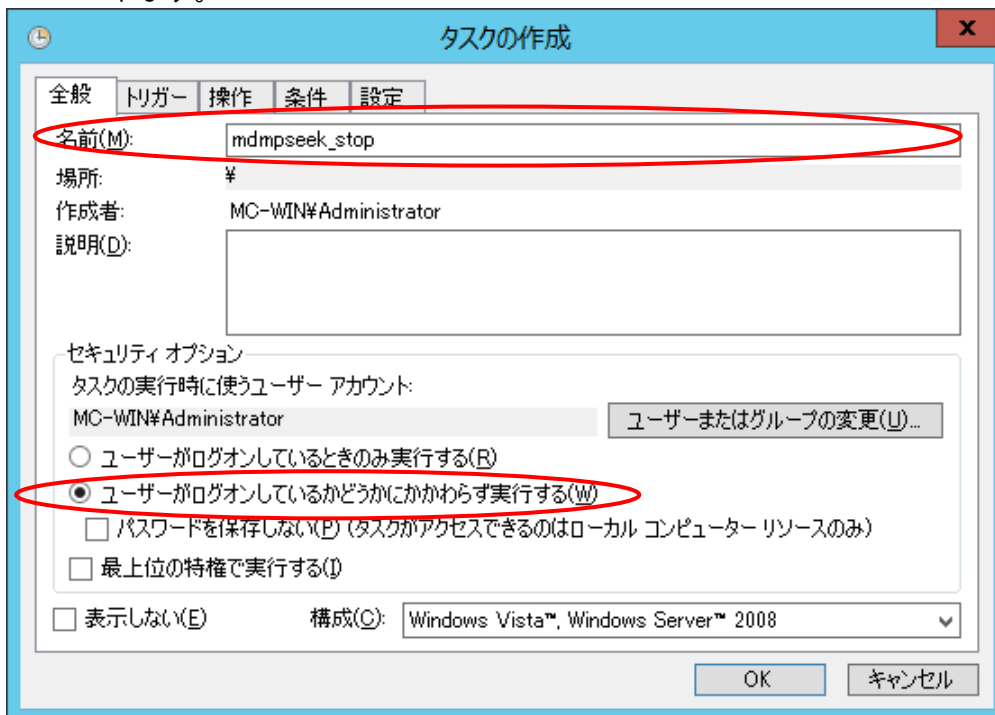 ます。
タスクの作成
x
全般 トリガー 操作 条件 設定
名前(M): mdmpseek_stop
場所: ¥
作成者: MC-WIN¥Administrator
説明(D):
セキュリティ オプション
タスクの実行時に使うユーザー アカウント:
MC-WIN¥Administrator ユーザーまたはグループの変更(U)...
ユーザーがログオンしているときのみ実行する(R)
ユーザーがログオンしているかどうかにかかわらず実行する(W)
パスワードを保存しない(P) (タスクがアクセスできるのはローカル コンピューター リソースのみ)
最上位の特権で実行する(I)
表示しない(E) 構成(C): Windows Vista™, Windows Server™ 2008
OK キャンセル